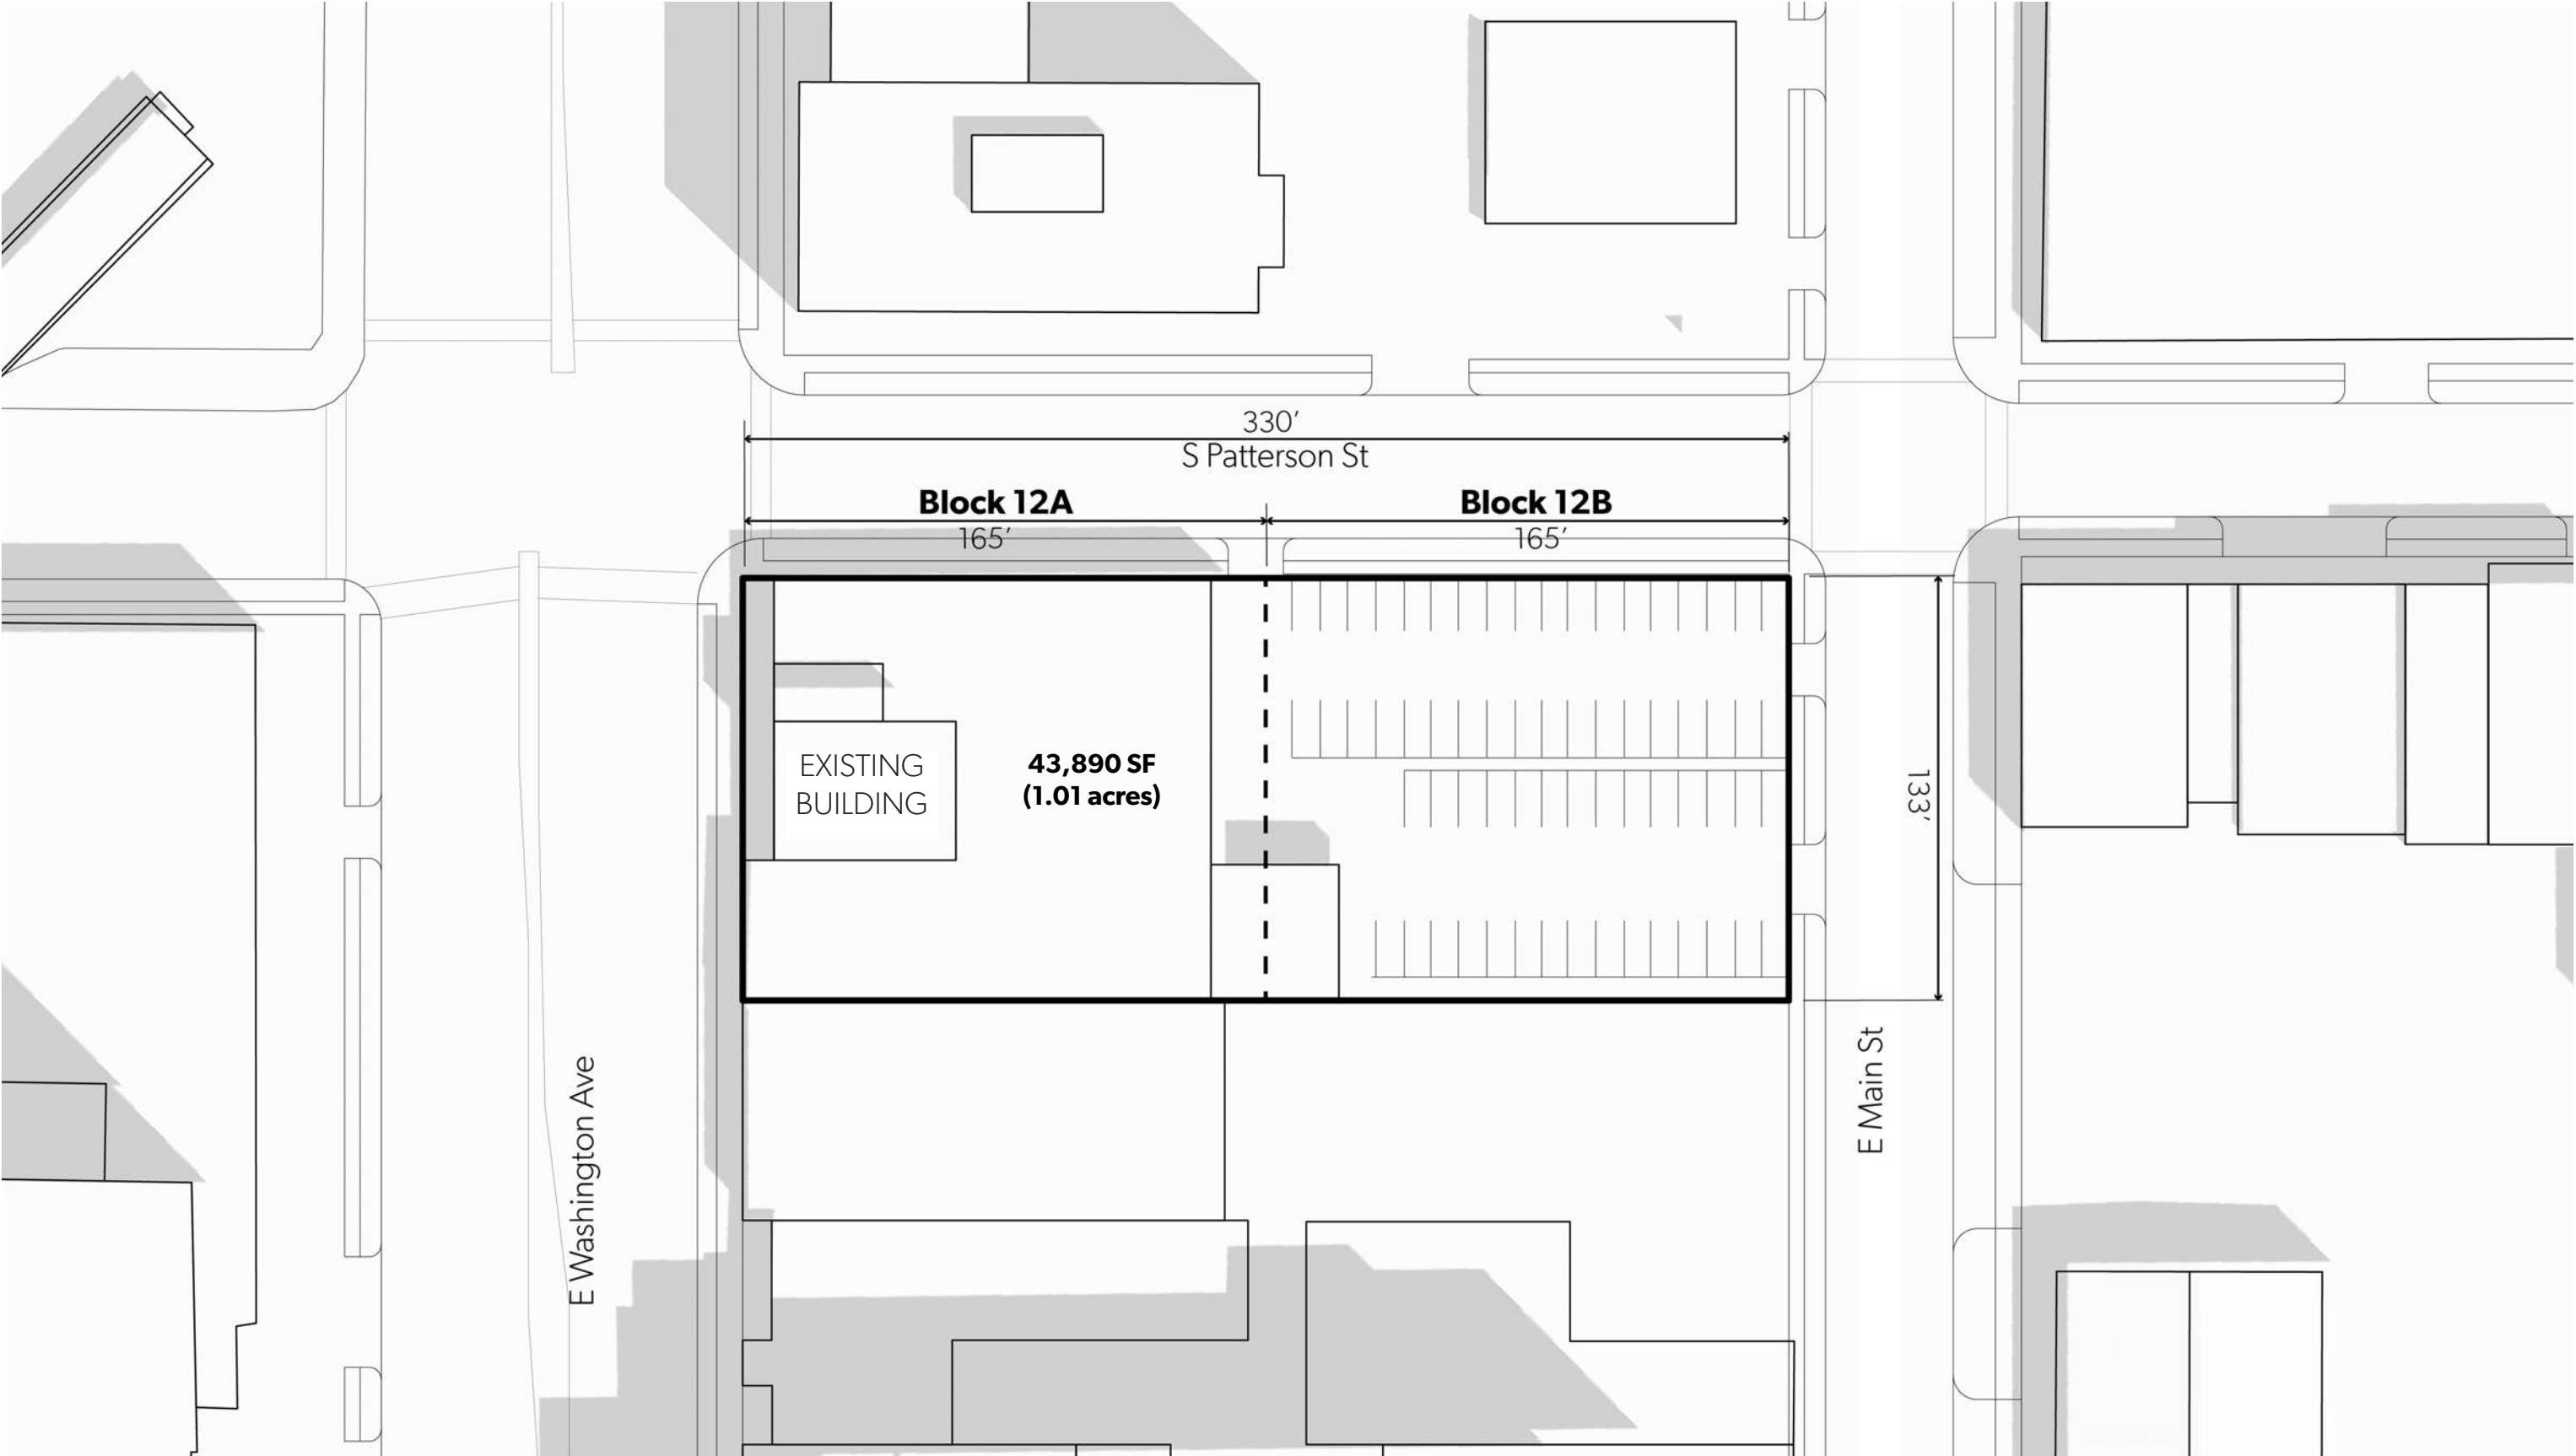 330’
S Patterson St
Block 12A
Block 12B
165’
165’
EXISTING
BUILDING
43,890 SF
(1.01 acres)
133’
E Washington Ave
E Main St